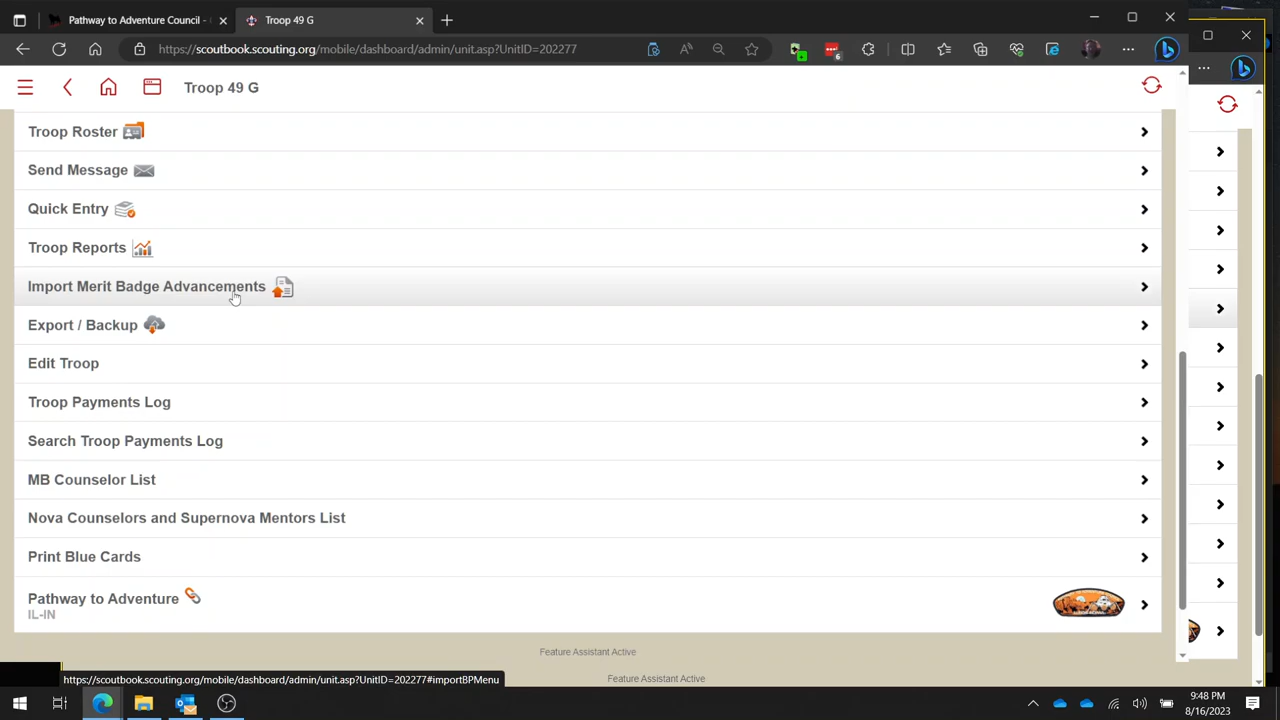 Pathway to Adventure Council -
Troop 49 G
https://scoutbook.scouting.org/mobile/dashboard/admin/unit.asp?UnitID=202277
6
Troop 49 G
Troop Roster
Send Message
Quick Entry
Troop Reports
Import Merit Badge Advancements
Export / Backup
Edit Troop
Troop Payments Log
Search Troop Payments Log
MB Counselor List
Nova Counselors and Supernova Mentors List
Print Blue Cards
Pathway to Adventure
IL-IN
Feature Assistant Active
Feature Assistant Active
https://scoutbook.scouting.org/mobile/dashboard/admin/unit.asp?UnitID=202277#importBPMenu
9:48 PM
8/16/2023